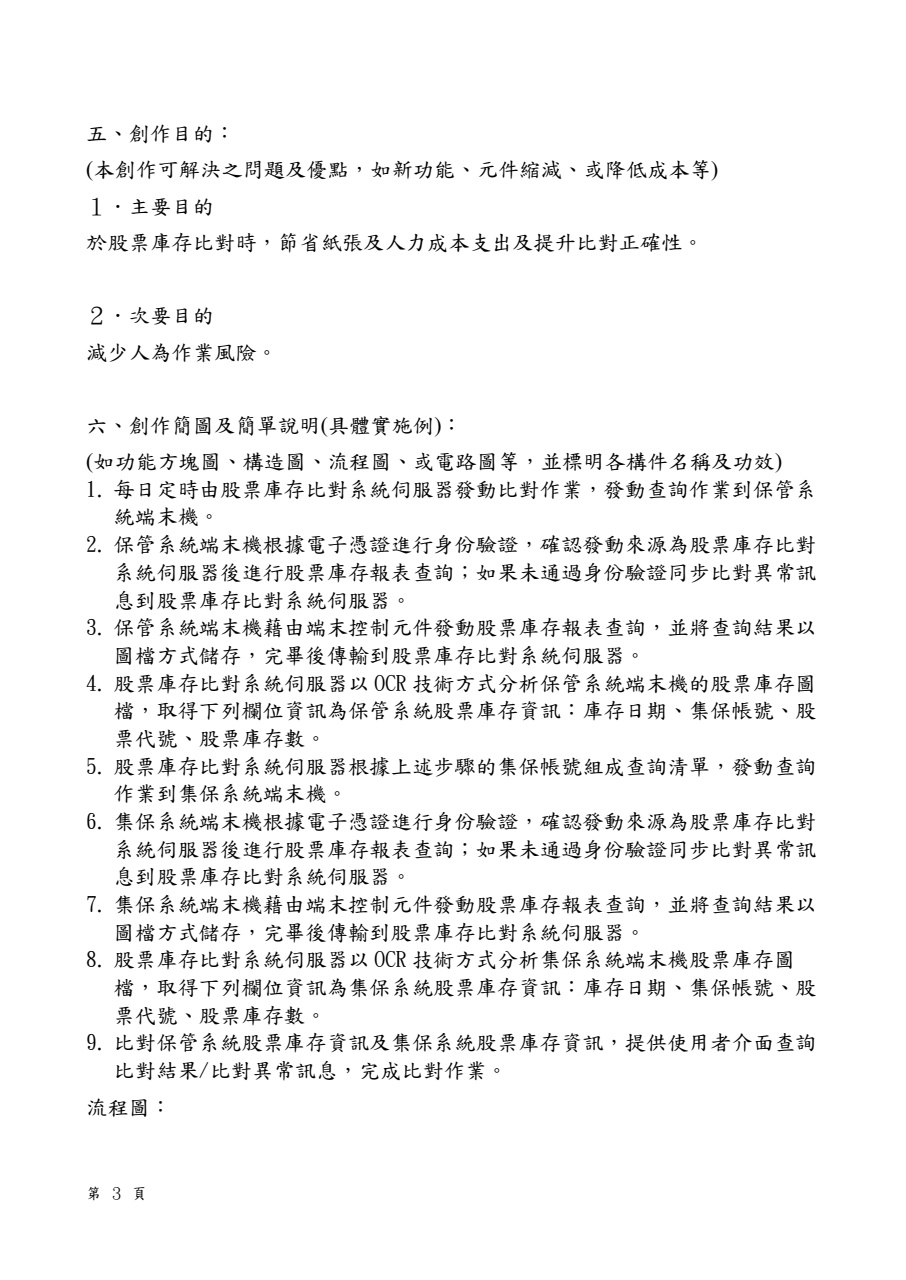 五、創作目的：
(本創作可解決之問題及優點，如新功能、元件縮減、或降低成本等)
１．主要目的
於股票庫存比對時，節省紙張及人力成本支出及提升比對正確性。
２．次要目的
減少人為作業風險。
六、創作簡圖及簡單說明(具體實施例)：
(如功能方塊圖、構造圖、流程圖、或電路圖等，並標明各構件名稱及功效)
1. 每日定時由股票庫存比對系統伺服器發動比對作業，發動查詢作業到保管系
統端末機。
2. 保管系統端末機根據電子憑證進行身份驗證，確認發動來源為股票庫存比對
系統伺服器後進行股票庫存報表查詢；如果未通過身份驗證同步比對異常訊
息到股票庫存比對系統伺服器。
3. 保管系統端末機藉由端末控制元件發動股票庫存報表查詢，並將查詢結果以
圖檔方式儲存，完畢後傳輸到股票庫存比對系統伺服器。
4. 股票庫存比對系統伺服器以 OCR 技術方式分析保管系統端末機的股票庫存圖
檔，取得下列欄位資訊為保管系統股票庫存資訊：庫存日期、集保帳號、股
票代號、股票庫存數。
5. 股票庫存比對系統伺服器根據上述步驟的集保帳號組成查詢清單，發動查詢
作業到集保系統端末機。
6. 集保系統端末機根據電子憑證進行身份驗證，確認發動來源為股票庫存比對
系統伺服器後進行股票庫存報表查詢；如果未通過身份驗證同步比對異常訊
息到股票庫存比對系統伺服器。
7. 集保系統端末機藉由端末控制元件發動股票庫存報表查詢，並將查詢結果以
圖檔方式儲存，完畢後傳輸到股票庫存比對系統伺服器。
8. 股票庫存比對系統伺服器以 OCR 技術方式分析集保系統端末機股票庫存圖
檔，取得下列欄位資訊為集保系統股票庫存資訊：庫存日期、集保帳號、股
票代號、股票庫存數。
9. 比對保管系統股票庫存資訊及集保系統股票庫存資訊，提供使用者介面查詢
比對結果/比對異常訊息，完成比對作業。
流程圖：
第 3 頁